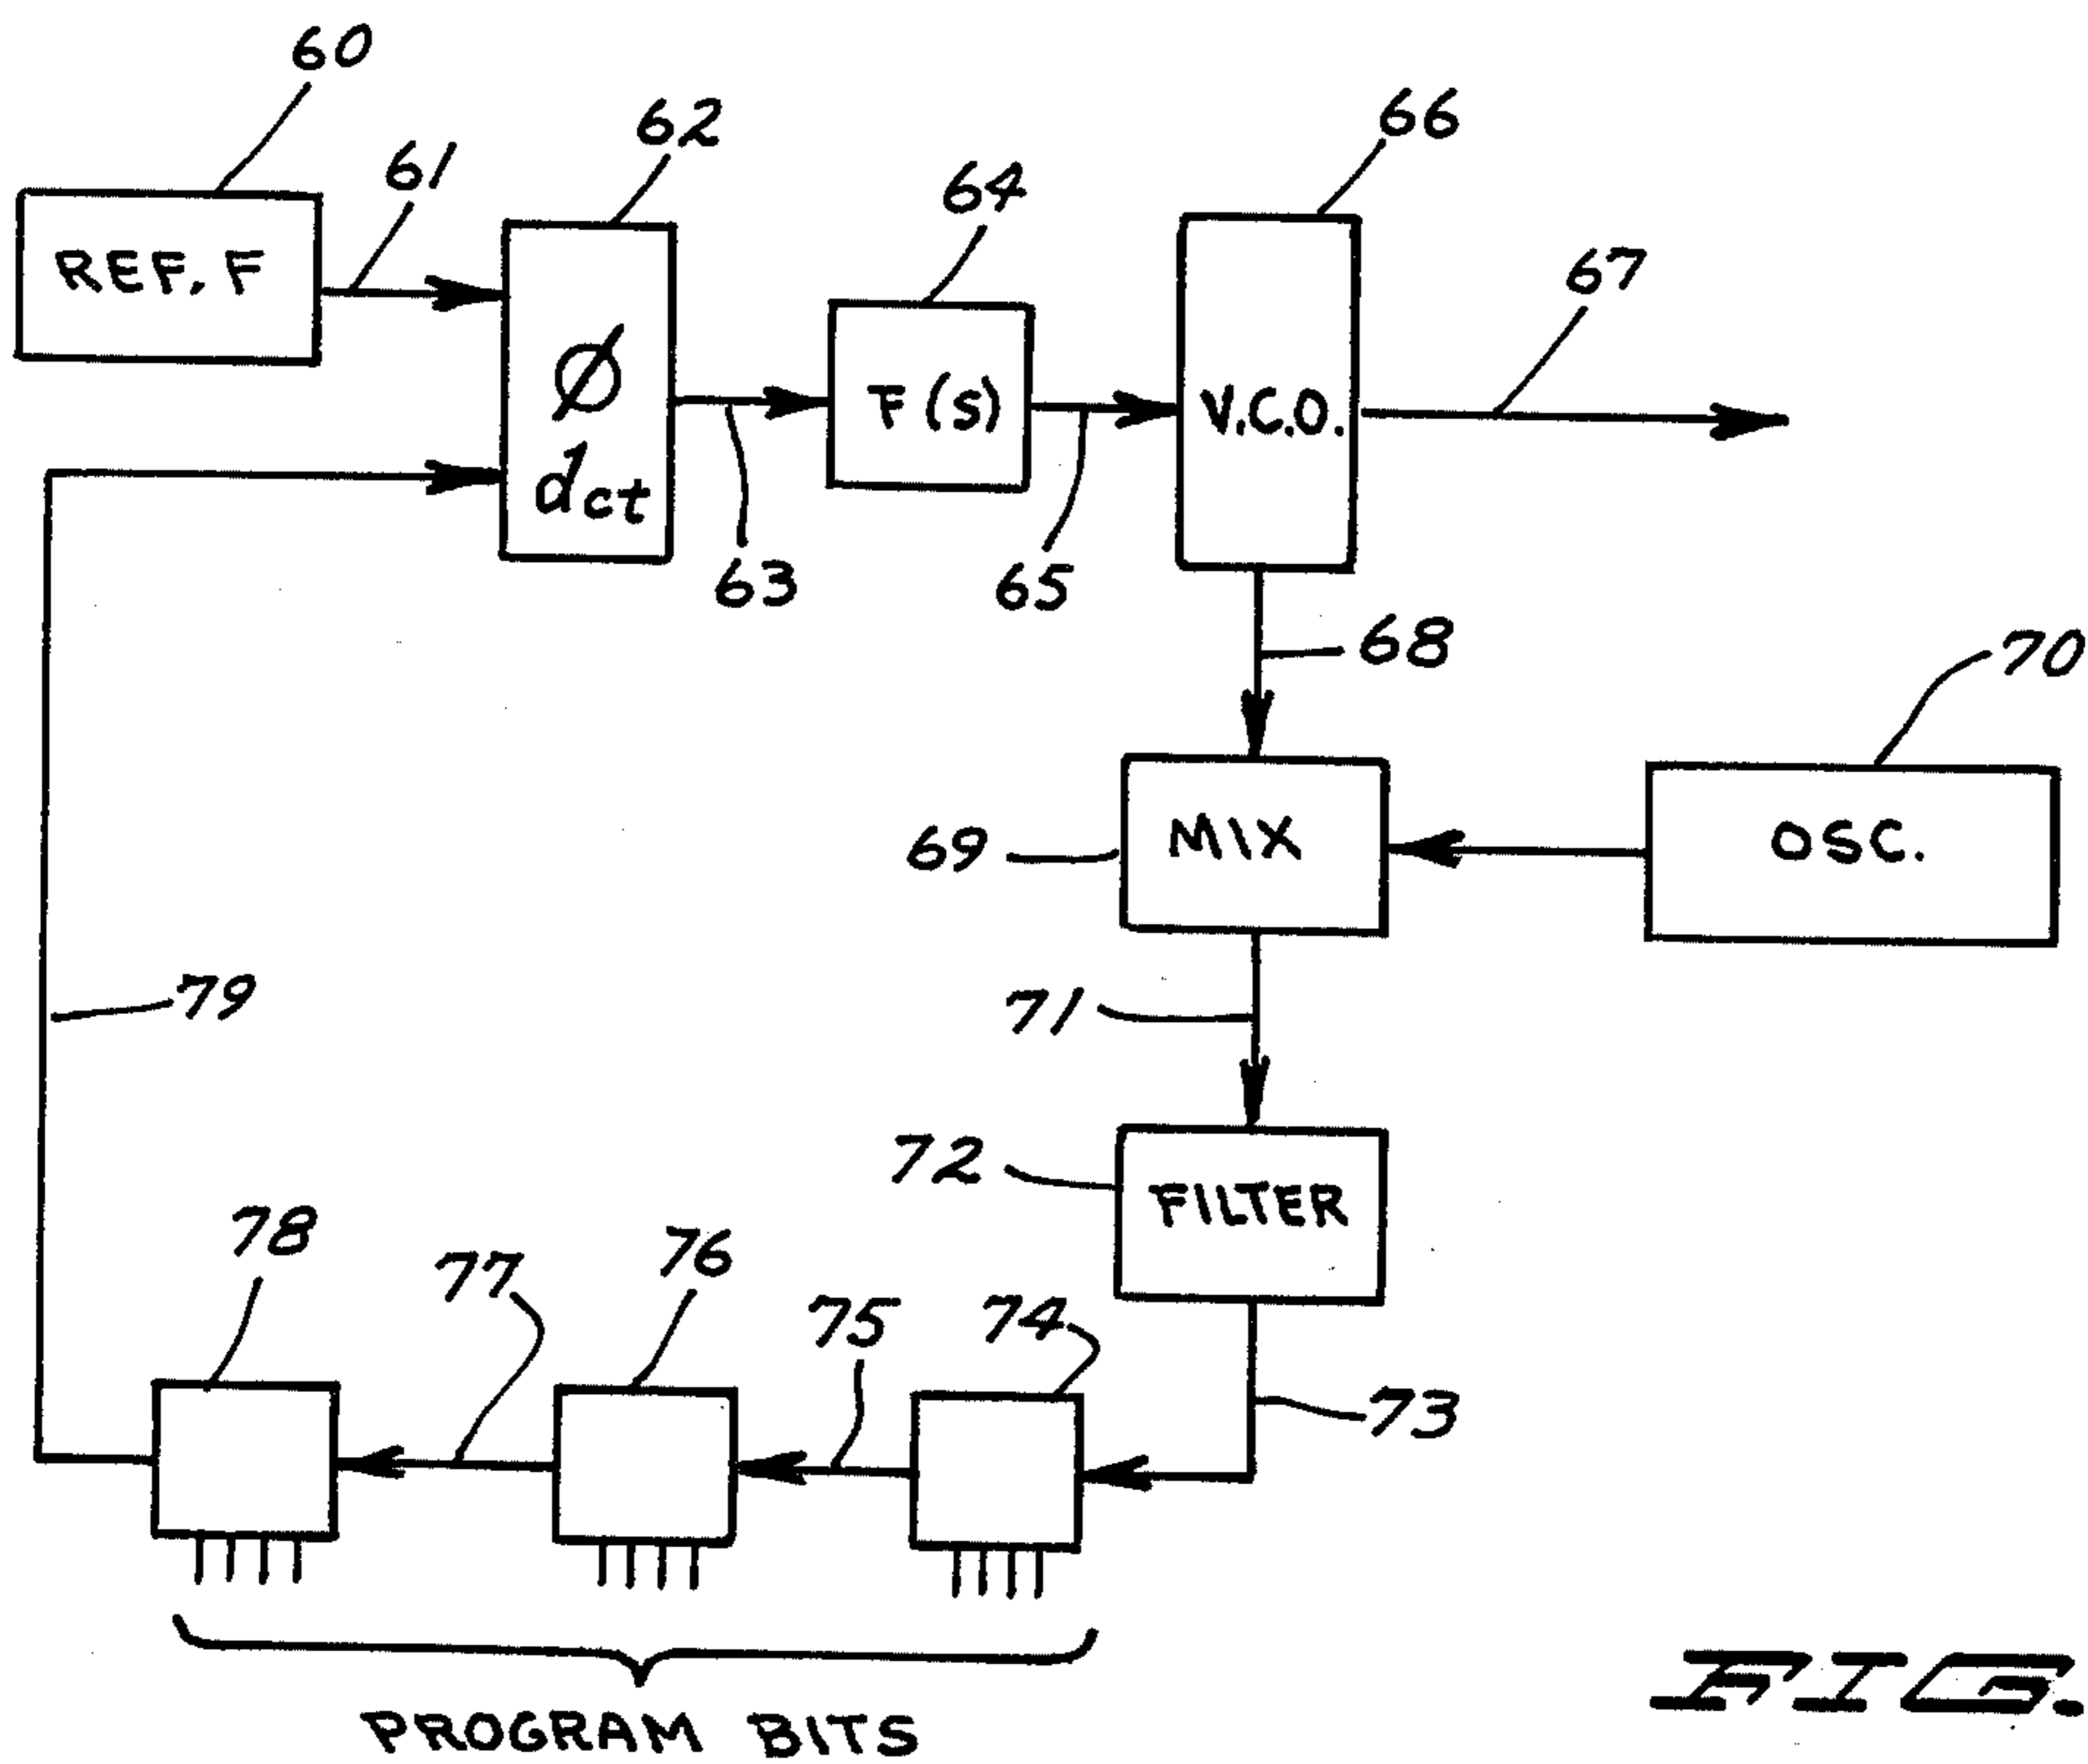 60
61
62
64
66
67
REF. F
Ø
dct
F(S)
V.C.O.
63
65
68
70
69
MIX
OSC.
79
71
72
FILTER
78
77
76
75
74
73
PROGRAM BITS
FIG.